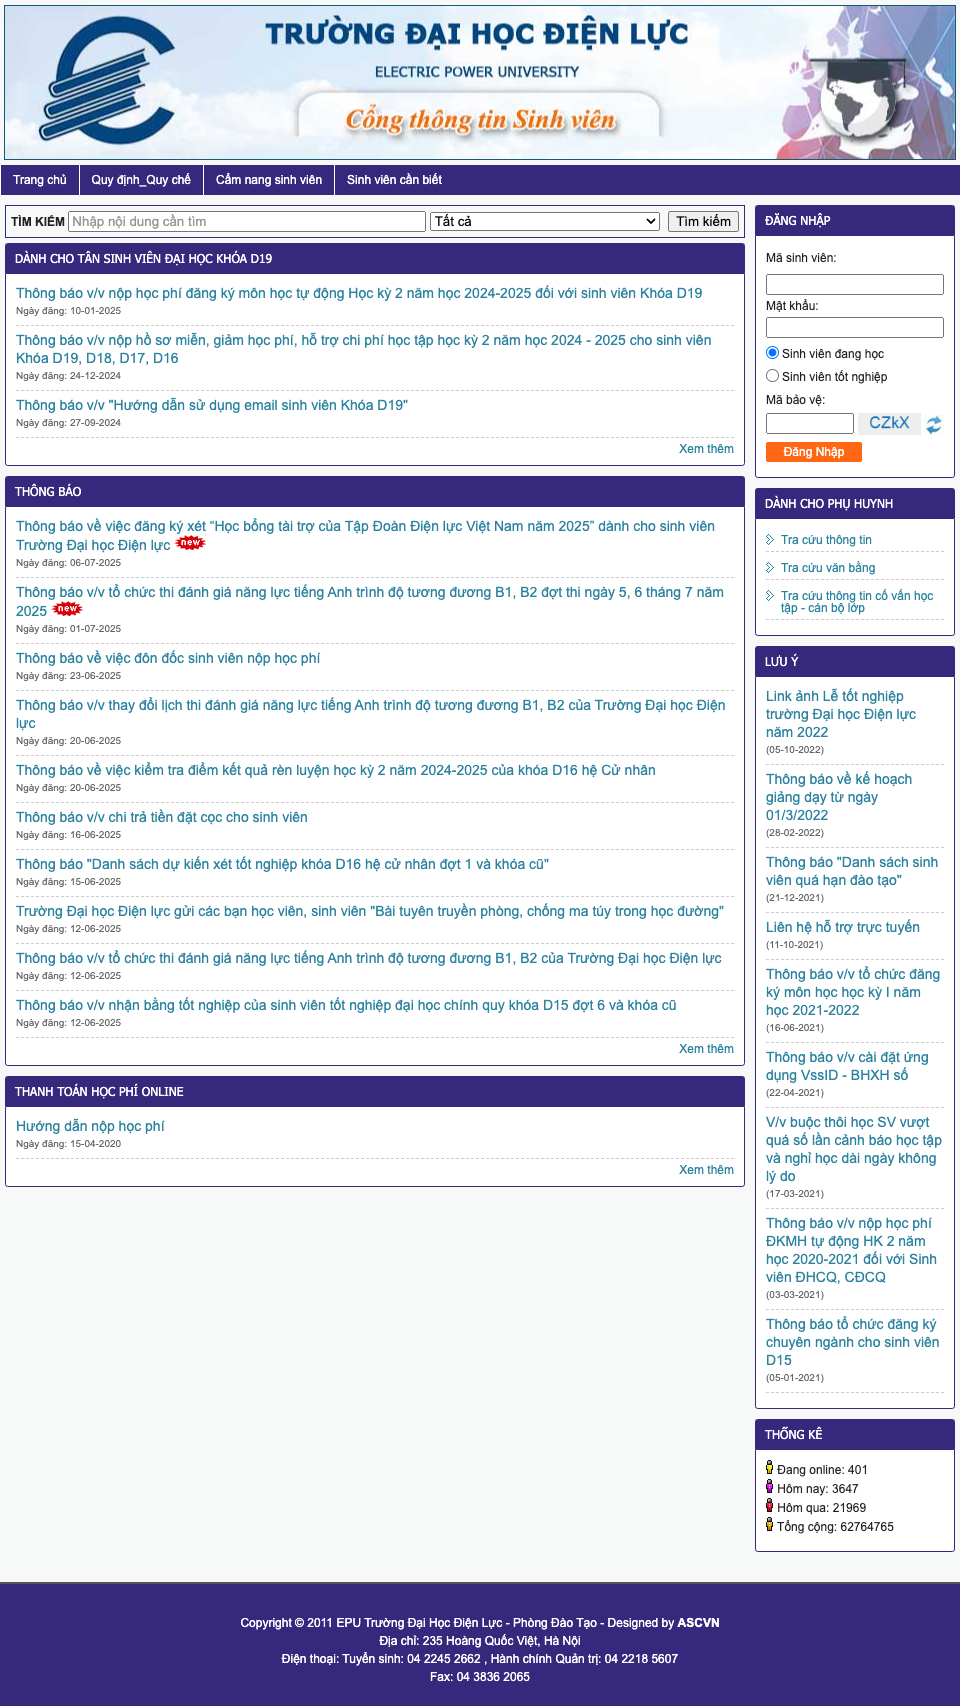 TRƯỜNG ĐẠI HỌC ĐIỆN LỰC
ELECTRIC POWER UNIVERSITY
Cổng thông tin Sinh viên
Trang chủ
Quy định_Quy chế
Cẩm nang sinh viên
Sinh viên cần biết
TÌM KIẾM
Nhập nội dung cần tìm
Tất cả
Tìm kiếm
DÀNH CHO TÂN SINH VIÊN ĐẠI HỌC KHÓA D19
Thông báo v/v nộp học phí đăng ký môn học tự động Học kỳ 2 năm học 2024-2025 đối với sinh viên Khóa D19
Ngày đăng: 10-01-2025
Thông báo v/v nộp hồ sơ miễn, giảm học phí, hỗ trợ chi phí học tập học kỳ 2 năm học 2024 - 2025 cho sinh viên
Khóa D19, D18, D17, D16
Ngày đăng: 24-12-2024
Thông báo v/v "Hướng dẫn sử dụng email sinh viên Khóa D19"
Ngày đăng: 27-09-2024
Xem thêm
THÔNG BÁO
Thông báo về việc đăng ký xét “Học bổng tài trợ của Tập Đoàn Điện lực Việt Nam năm 2025” dành cho sinh viên
Trường Đại học Điện lực new
Ngày đăng: 06-07-2025
Thông báo v/v tổ chức thi đánh giá năng lực tiếng Anh trình độ tương đương B1, B2 đợt thi ngày 5, 6 tháng 7 năm
2025 new
Ngày đăng: 01-07-2025
Thông báo về việc đôn đốc sinh viên nộp học phí
Ngày đăng: 23-06-2025
Thông báo v/v thay đổi lịch thi đánh giá năng lực tiếng Anh trình độ tương đương B1, B2 của Trường Đại học Điện
lực
Ngày đăng: 20-06-2025
Thông báo về việc kiểm tra điểm kết quả rèn luyện học kỳ 2 năm 2024-2025 của khóa D16 hệ Cử nhân
Ngày đăng: 20-06-2025
Thông báo v/v chi trả tiền đặt cọc cho sinh viên
Ngày đăng: 16-06-2025
Thông báo "Danh sách dự kiến xét tốt nghiệp khóa D16 hệ cử nhân đợt 1 và khóa cũ"
Ngày đăng: 15-06-2025
Trường Đại học Điện lực gửi các bạn học viên, sinh viên "Bài tuyên truyền phòng, chống ma túy trong học đường"
Ngày đăng: 12-06-2025
Thông báo v/v tổ chức thi đánh giá năng lực tiếng Anh trình độ tương đương B1, B2 của Trường Đại học Điện lực
Ngày đăng: 12-06-2025
Thông báo v/v nhận bằng tốt nghiệp của sinh viên tốt nghiệp đại học chính quy khóa D15 đợt 6 và khóa cũ
Ngày đăng: 12-06-2025
Xem thêm
THANH TOÁN HỌC PHÍ ONLINE
Hướng dẫn nộp học phí
Ngày đăng: 15-04-2020
Xem thêm
ĐĂNG NHẬP
Mã sinh viên:
Mật khẩu:
Sinh viên đang học
Sinh viên tốt nghiệp
Mã bảo vệ:
CZkX
Đăng Nhập
DÀNH CHO PHỤ HUYNH
Tra cứu thông tin
Tra cứu văn bằng
Tra cứu thông tin cố vấn học
tập - cán bộ lớp
LƯU Ý
Link ảnh Lễ tốt nghiệp
trường Đại học Điện lực
năm 2022
(05-10-2022)
Thông báo về kế hoạch
giảng dạy từ ngày
01/3/2022
(28-02-2022)
Thông báo "Danh sách sinh
viên quá hạn đào tạo"
(21-12-2021)
Liên hệ hỗ trợ trực tuyến
(11-10-2021)
Thông báo v/v tổ chức đăng
ký môn học học kỳ I năm
học 2021-2022
(16-06-2021)
Thông báo v/v cài đặt ứng
dụng VssID - BHXH số
(22-04-2021)
V/v buộc thôi học SV vượt
quá số lần cảnh báo học tập
và nghỉ học dài ngày không
lý do
(17-03-2021)
Thông báo v/v nộp học phí
ĐKMH tự động HK 2 năm
học 2020-2021 đối với Sinh
viên ĐHCQ, CĐCQ
(03-03-2021)
Thông báo tổ chức đăng ký
chuyên ngành cho sinh viên
D15
(05-01-2021)
THỐNG KÊ
Đang online: 401
Hôm nay: 3647
Hôm qua: 21969
Tổng cộng: 62764765
Copyright © 2011 EPU Trường Đại Học Điện Lực - Phòng Đào Tạo - Designed by ASCVN
Địa chỉ: 235 Hoàng Quốc Việt, Hà Nội
Điện thoại: Tuyển sinh: 04 2245 2662 , Hành chính Quản trị: 04 2218 5607
Fax: 04 3836 2065